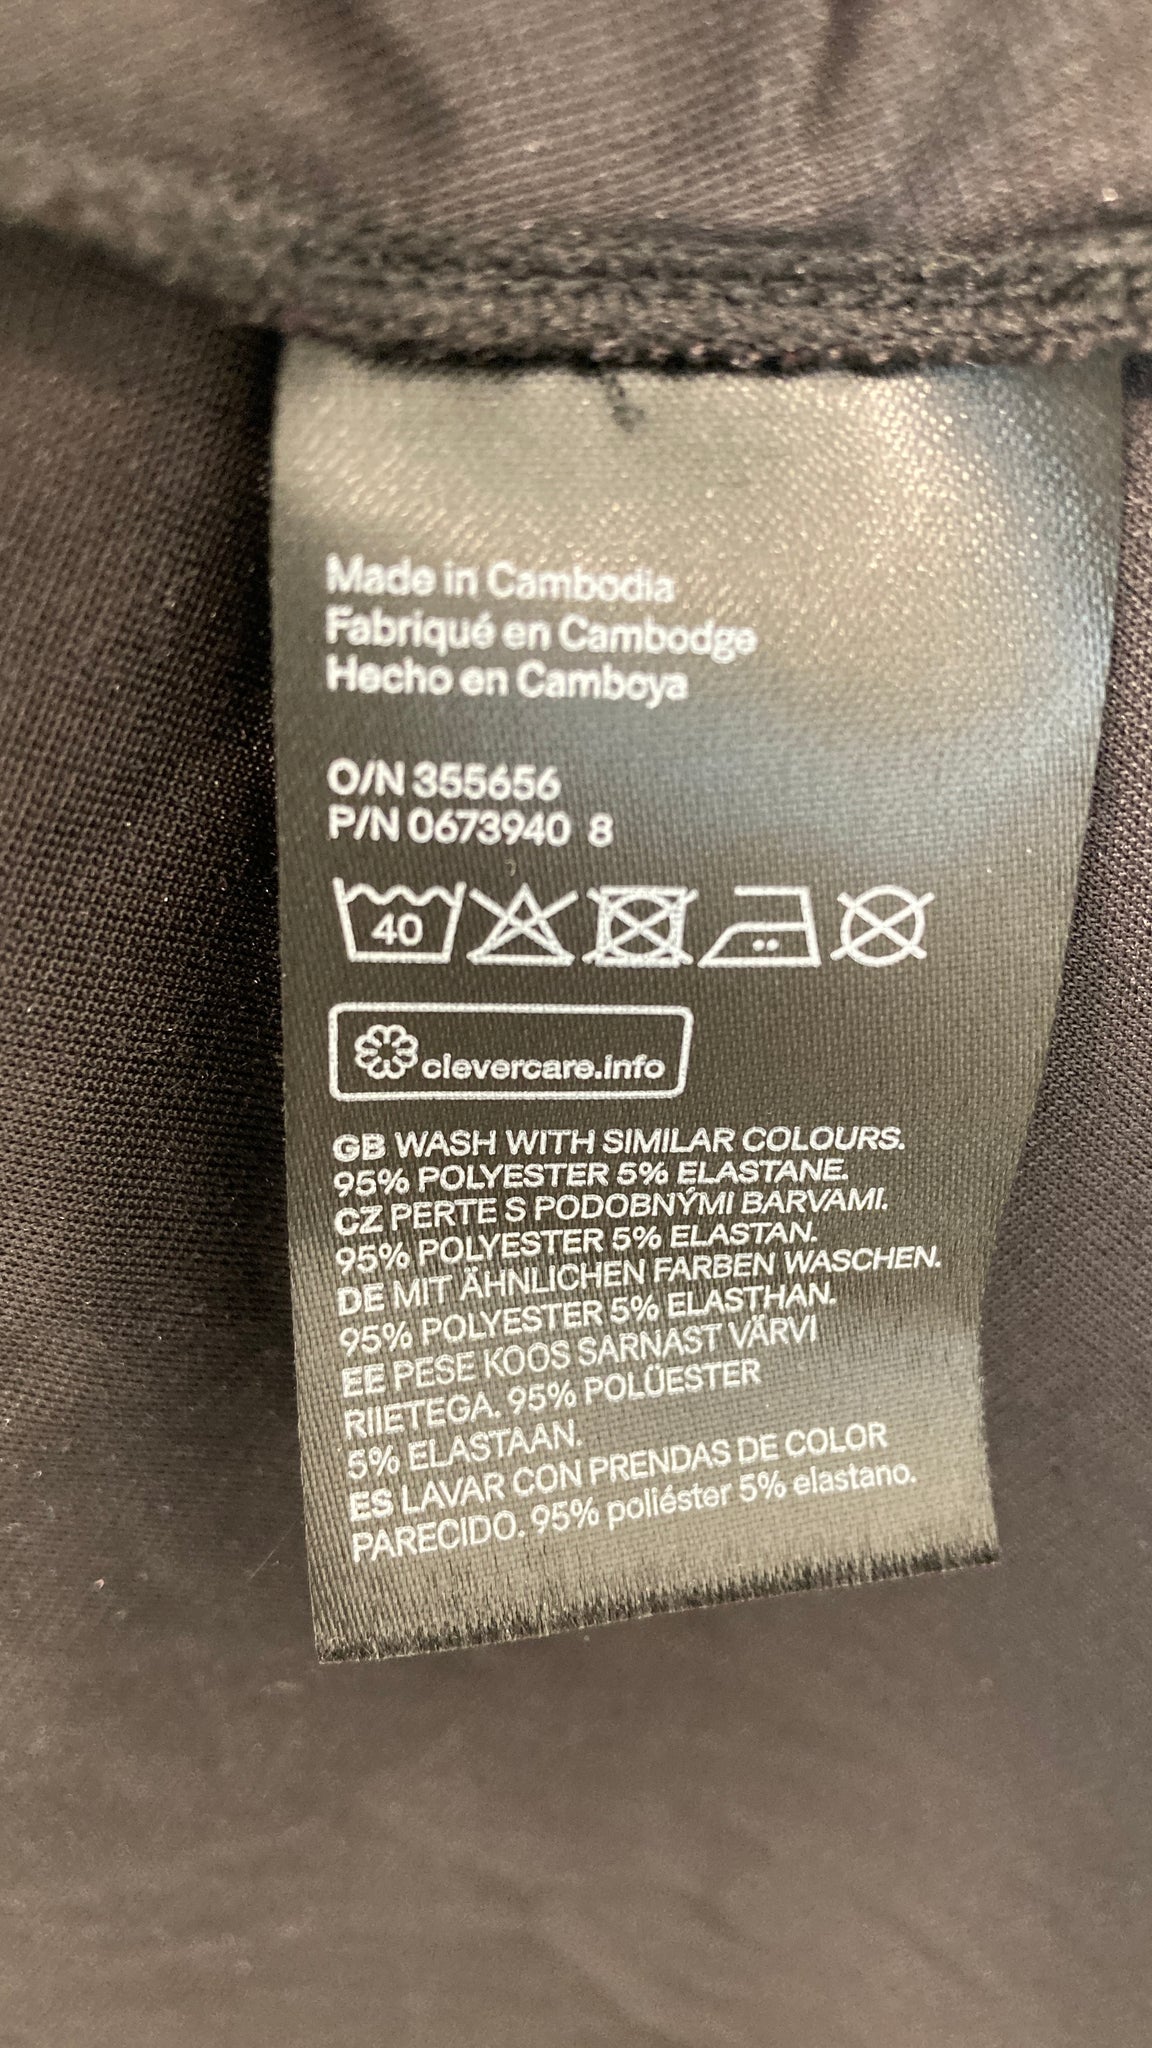 Made in Cambodia
Fabriqué en Cambodge
Hecho en Camboya
O/N 355656
P/N 0673940 8
40
clevercare.info
GB WASH WITH SIMILAR COLOURS.
95% POLYESTER 5% ELASTANE.
CZ PERTE S PODOBNÝMI BARVAMI.
95% POLYESTER 5% ELASTAN.
DE MIT ÄHNLICHEN FARBEN WASCHEN.
95% POLYESTER 5% ELASTHAN.
EE PESE KOOS SARNAST VÄRVI
RIIETEGA. 95% POLÜESTER
5% ELASTAAN.
ES LAVAR CON PRENDAS DE COLOR
PARECIDO. 95% poliéster 5% elastano.